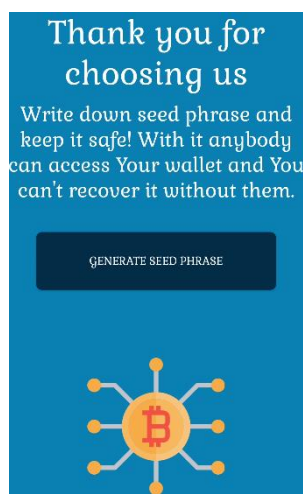 Thank you for
choosing us
Write down seed phrase and
keep it safe! With it anybody
can access Your wallet and You
can't recover it without them.
GENERATE SEED PHRASE